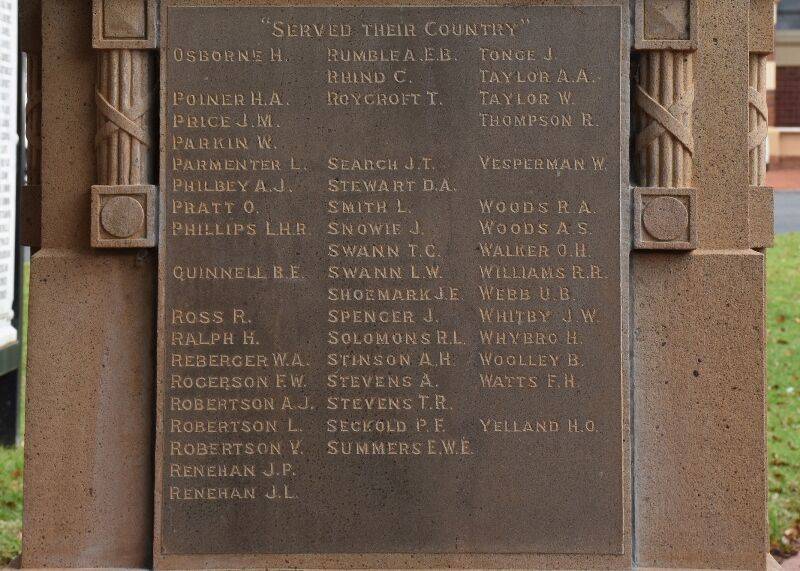 "SERVED THEIR COUNTRY"
OSBORNE H.
POINER H.A.
PRICE J.M.
PARKIN W.
PARMENTER L.
PHILBEY A.J.
PRATT O.
PHILLIPS L.H.R.
QUINNELL B.E.
ROSS R.
RALPH H.
REBERGER W.A.
ROGERSON F.W.
ROBERTSON A.J.
ROBERTSON L.
ROBERTSON V.
RENEHAN J.P.
RENEHAN J.L.
RUMBLE A.E.B.
RHIND C.
ROYCROFT T.
SEARCH J.T.
STEWART D.A.
SMITH L.
SNOWIE J.
SWANN T.C.
SWANN L.W.
SHOEMARK J.E.
SPENCER J.
SOLOMONS R.L.
STINSON A.H.
STEVENS A.
STEVENS T.R.
SECKOLD P.F.
SUMMERS E.W.E.
TONGE J.
TAYLOR A.A.
TAYLOR W.
THOMPSON R.
VESPERMAN W.
WOODS R.A.
WOODS A.S.
WALKER O.H.
WILLIAMS R.R.
WEBB U.B.
WHITBY J.W.
WHYBRO H.
WOOLLEY B.
WATTS F.H.
YELLAND H.O.